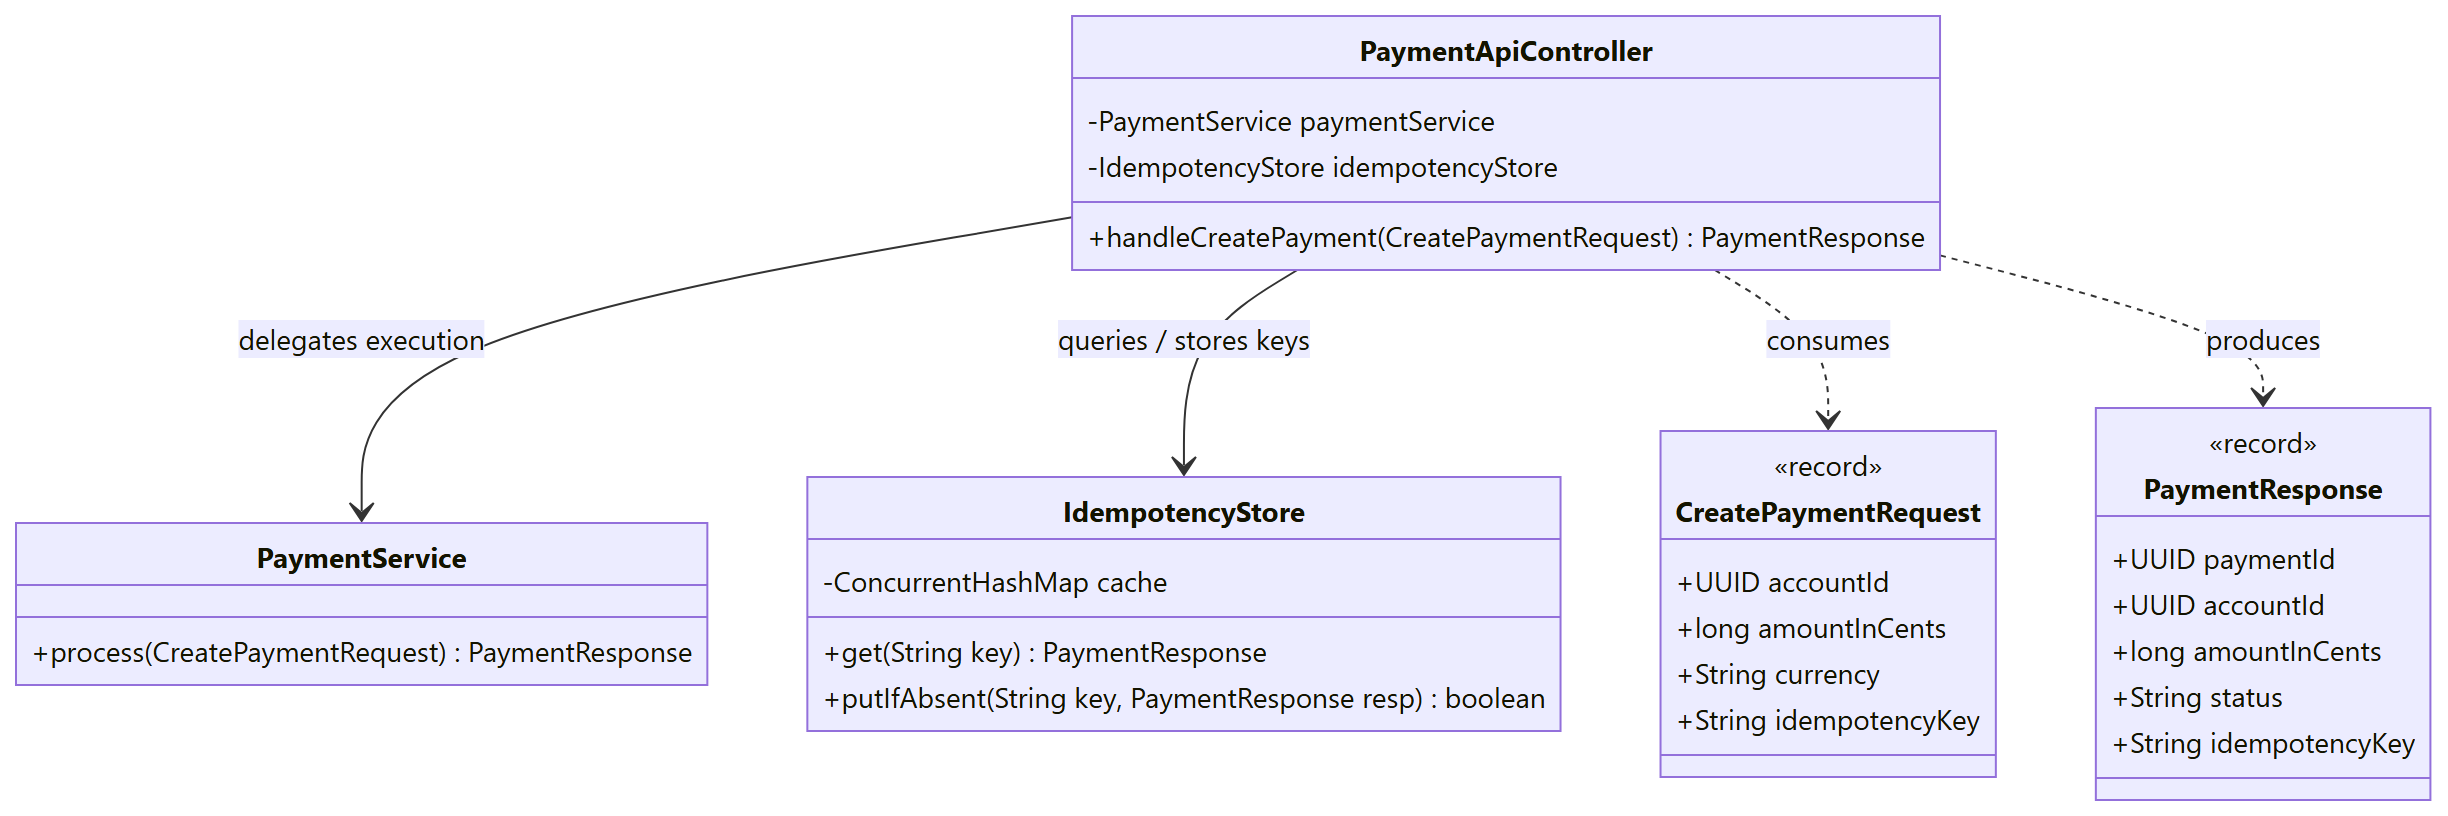 PaymentApiController
-PaymentService paymentService
-IdempotencyStore idempotencyStore
+handleCreatePayment(CreatePaymentRequest) : PaymentResponse
delegates execution
queries / stores keys
consumes
produces
PaymentService
+process(CreatePaymentRequest) : PaymentResponse
IdempotencyStore
-ConcurrentHashMap cache
+get(String key) : PaymentResponse
+putIfAbsent(String key, PaymentResponse resp) : boolean
«record»
CreatePaymentRequest
+UUID accountId
+long amountInCents
+String currency
+String idempotencyKey
«record»
PaymentResponse
+UUID paymentId
+UUID accountId
+long amountInCents
+String status
+String idempotencyKey